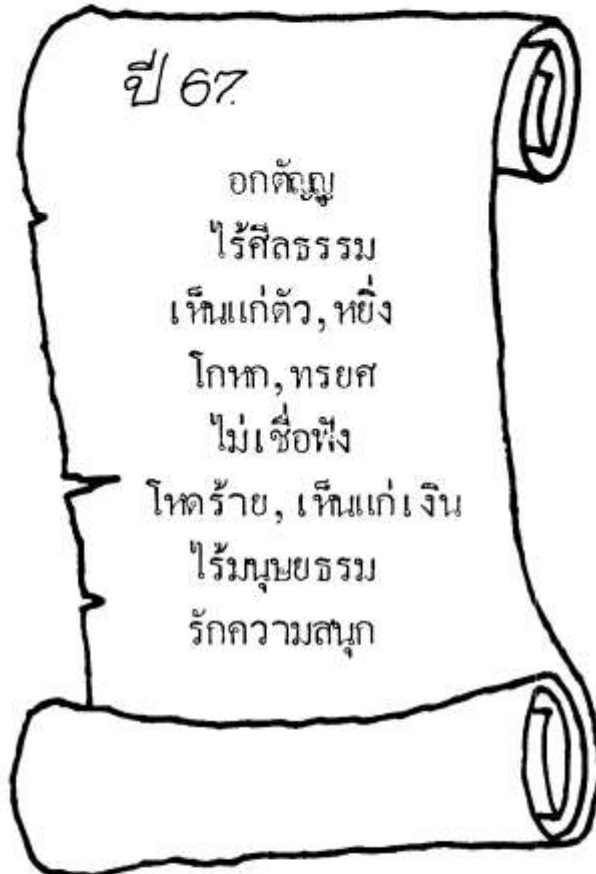 ปี 67.
อกตัญญู
ไร้ศีลธรรม
เห็นแก่ตัว, หยิ่ง
โกหก, ทรยศ
ไม่เชื่อฟัง
โหดร้าย, เห็นแก่เงิน
ไร้มนุษยธรรม
รักความสนุก